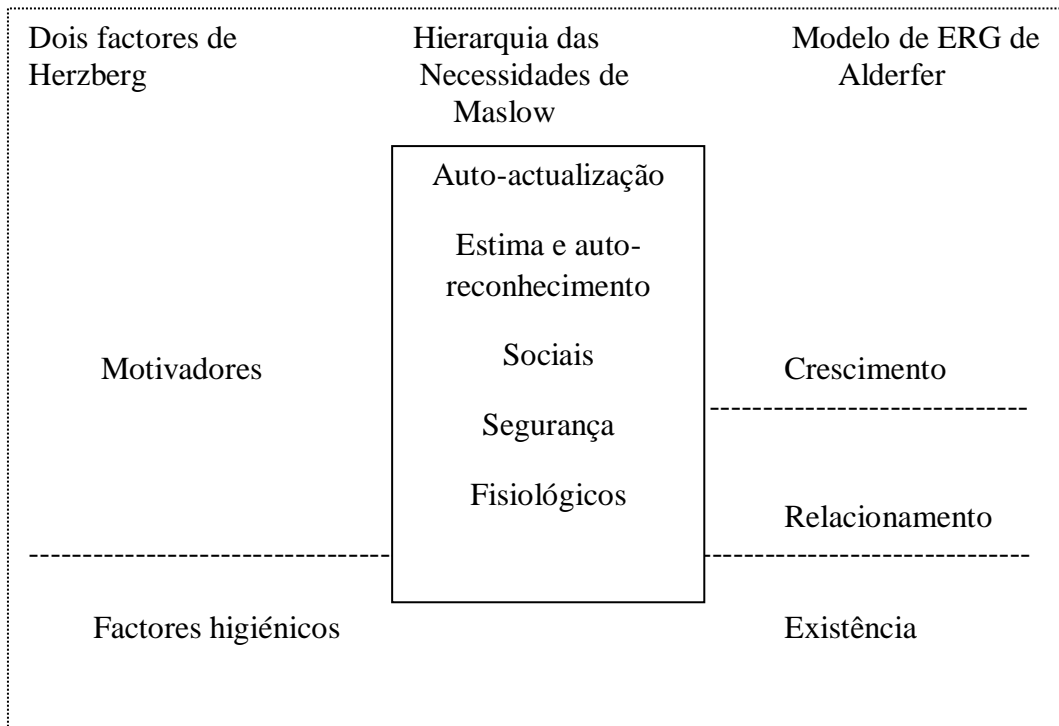 Dois factores de
Herzberg
Hierarquia das
Necessidades de
Maslow
Modelo de ERG de
Alderfer
Auto-actualização
Estima e auto-
reconhecimento
Sociais
Segurança
Fisiológicos
Motivadores
Factores higiénicos
Crescimento
Relacionamento
Existência